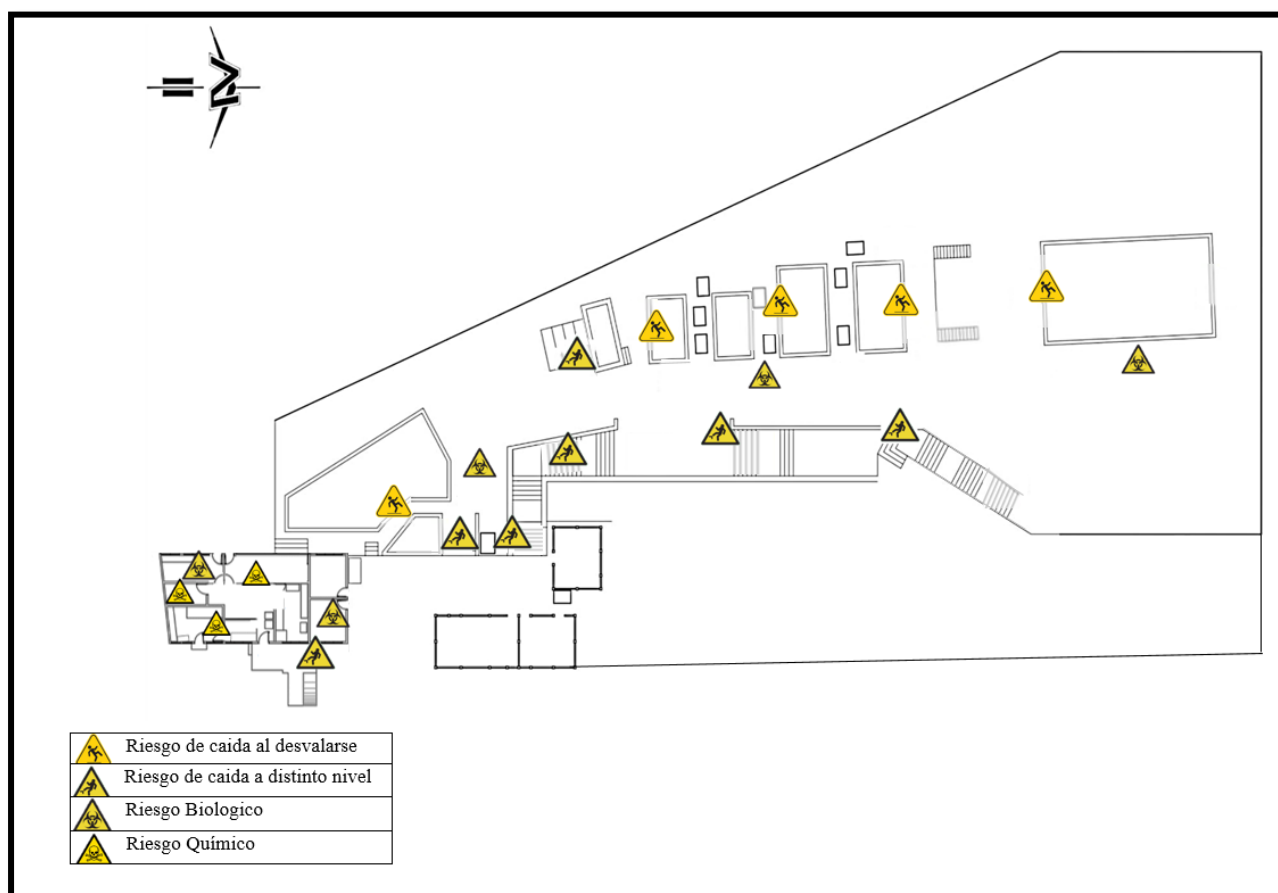 N
Riesgo de caida al desvalarse
Riesgo de caida a distinto nivel
Riesgo Biologico
Riesgo Químico